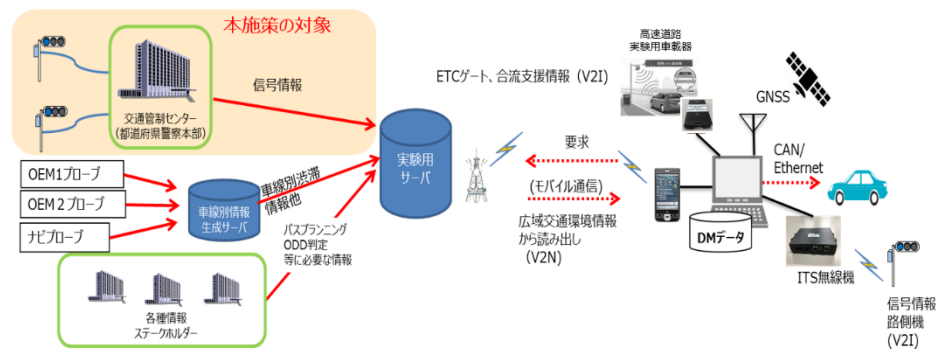 本施策の対象
信号情報
交通管制センター
(都道府県警察本部)
OEM1プローブ
OEM2プローブ
ナビプローブ
車線別情報
生成サーバ
車線別渋滞
情報他
パスプランニング
ODD判定
等に必要な情報
各種情報
ステークホルダー
実験用
サーバ
ETCゲート、合流支援情報(V2I)
高速道路
実験用車載器
要求
(モバイル通信)
広域交通環境情報
から読み出し
(V2N)
GNSS
CAN/
Ethernet
DMデータ
ITS無線機
信号情報
路側機
(V2I)